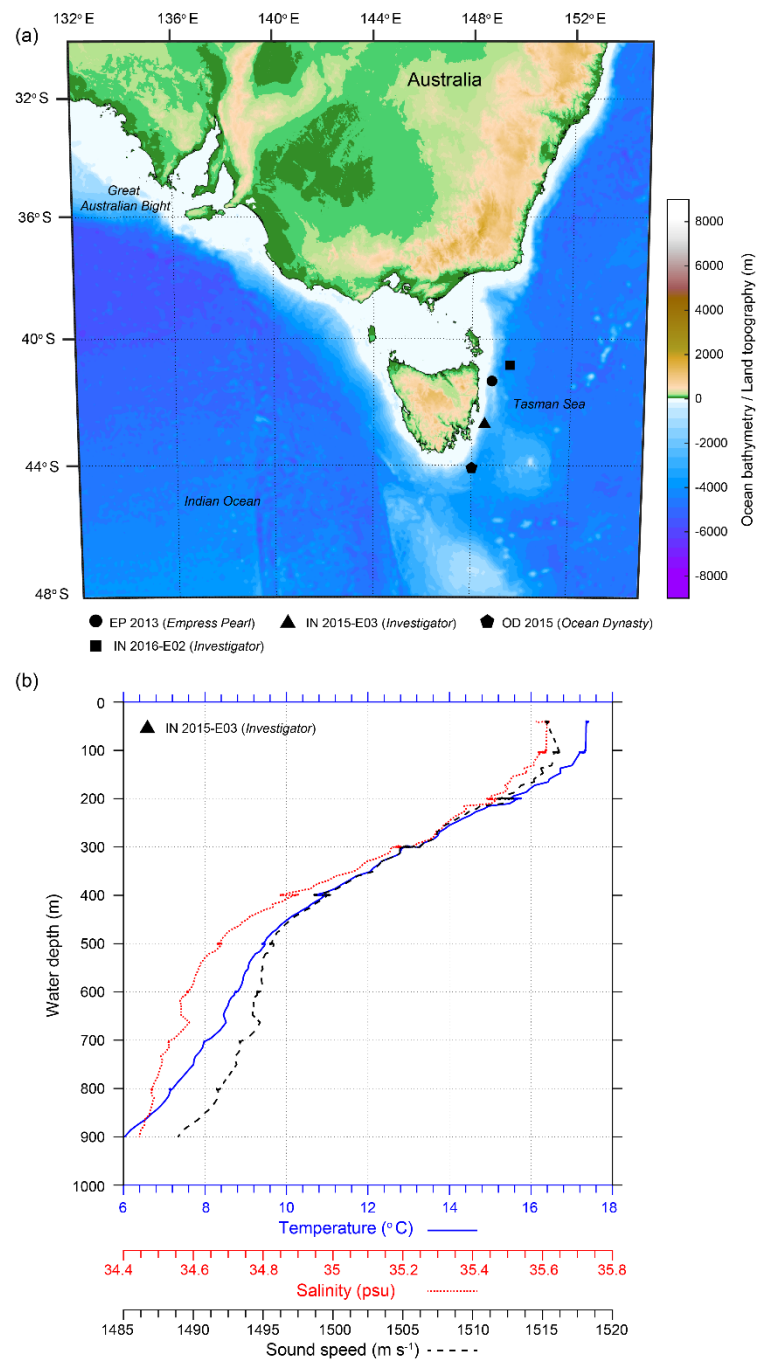 132°E 136°E 140°E 144°E 148°E 152°E
(a)
Australia
32°S
Great
Australian Bight
36°S
40°S
Tasman Sea
44°S
Indian Ocean
48°S
8000
6000
4000
2000
0
-2000
-4000
-6000
-8000
Ocean bathymetry / Land topography (m)
EP 2013 (Empress Pearl) IN 2015-E03 (Investigator) OD 2015 (Ocean Dynasty)
IN 2016-E02 (Investigator)
(b)
IN 2015-E03 (Investigator)
0
100
200
300
400
500
600
700
800
900
1000
Water depth (m)
6 8 10 12 14 16 18
Temperature (°C)
34.4 34.6 34.8 35 35.2 35.4 35.6 35.8
Salinity (psu)
1485 1490 1495 1500 1505 1510 1515 1520
Sound speed (m s⁻¹)